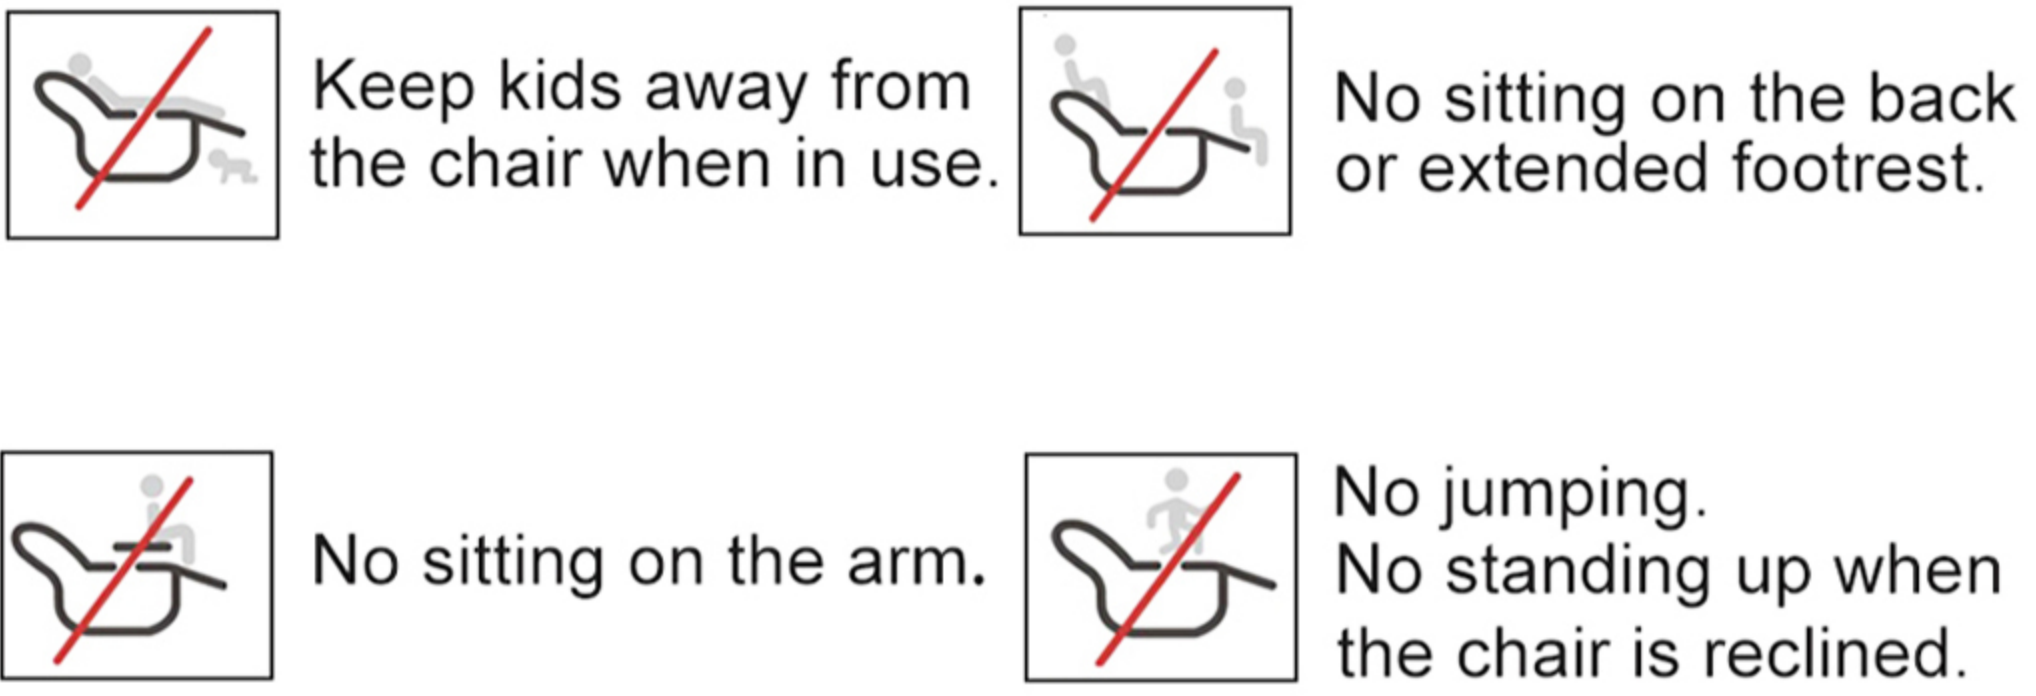 Keep kids away from
the chair when in use.
No sitting on the back
or extended footrest.
No sitting on the arm.
No jumping.
No standing up when
the chair is reclined.